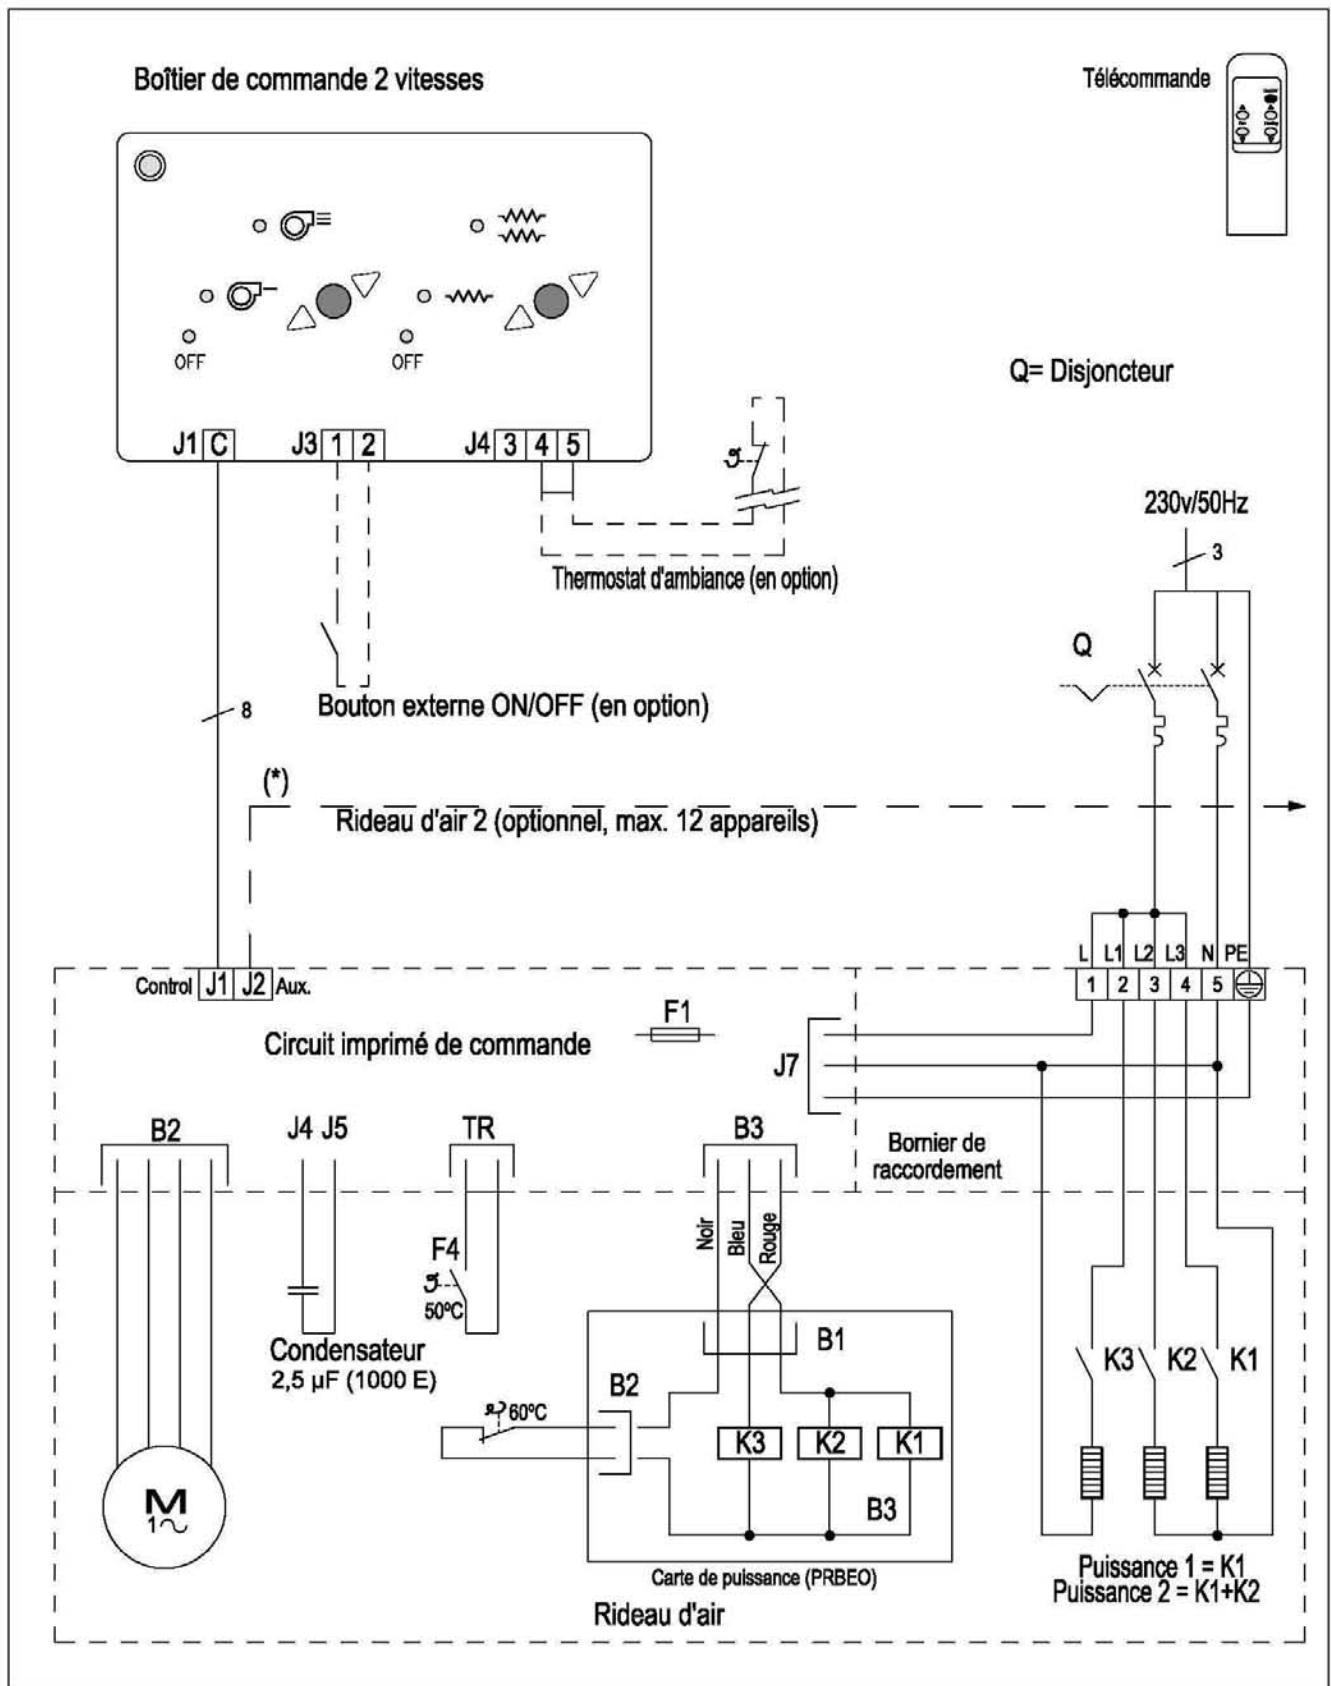 Boîtier de commande 2 vitesses
Télécommande
OFF
OFF
J1 C
J3 1 2
J4 3 4 5
Q= Disjoncteur
230v/50Hz
3
Thermostat d'ambiance (en option)
Q
8
Bouton externe ON/OFF (en option)
(*)
Rideau d'air 2 (optionnel, max. 12 appareils)
L L1 L2 L3 N PE
Control J1 J2 Aux.
1 2 3 4 5
F1
Circuit imprimé de commande
J7
B2
J4 J5
TR
B3
Bornier de
raccordement
Noir
Bleu
Rouge
F4
50ºC
Condensateur
2,5 µF (1000 E)
B1
K3 K2 K1
B2
60ºC
K3 K2 K1
M
1
B3
Puissance 1 = K1
Puissance 2 = K1+K2
Carte de puissance (PRBEO)
Rideau d'air